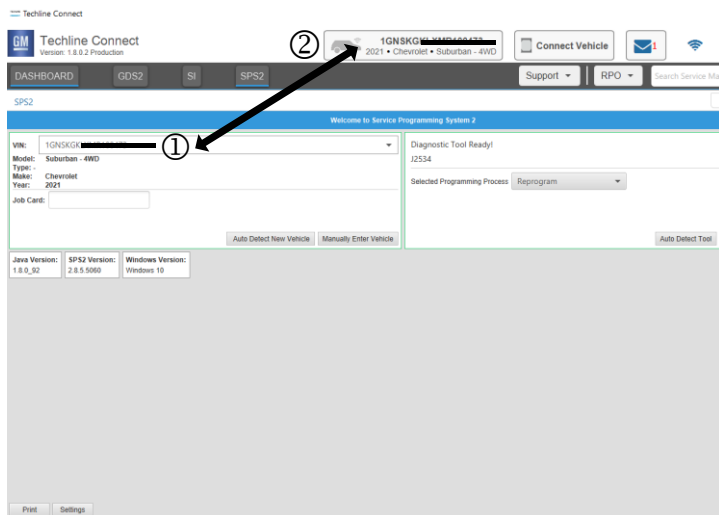 Techline Connect
GM Techline Connect
Version: 1.8.0.2 Production
②
2021 • Chevrolet • Suburban - 4WD
Connect Vehicle
1
DASHBOARD GDS2 SI SPS2 Support RPO Search Service Ma
SPS2
Welcome to Service Programming System 2
VIN: 1GNSKGK
①
Model: Suburban - 4WD
Type: -
Make: Chevrolet
Year: 2021
Job Card:
Auto Detect New Vehicle Manually Enter Vehicle
Diagnostic Tool Ready!
J2534
Selected Programming Process Reprogram
Auto Detect Tool
Java Version: SPS2 Version: Windows Version:
1.8.0_92 2.8.5.5060 Windows 10
Print Settings